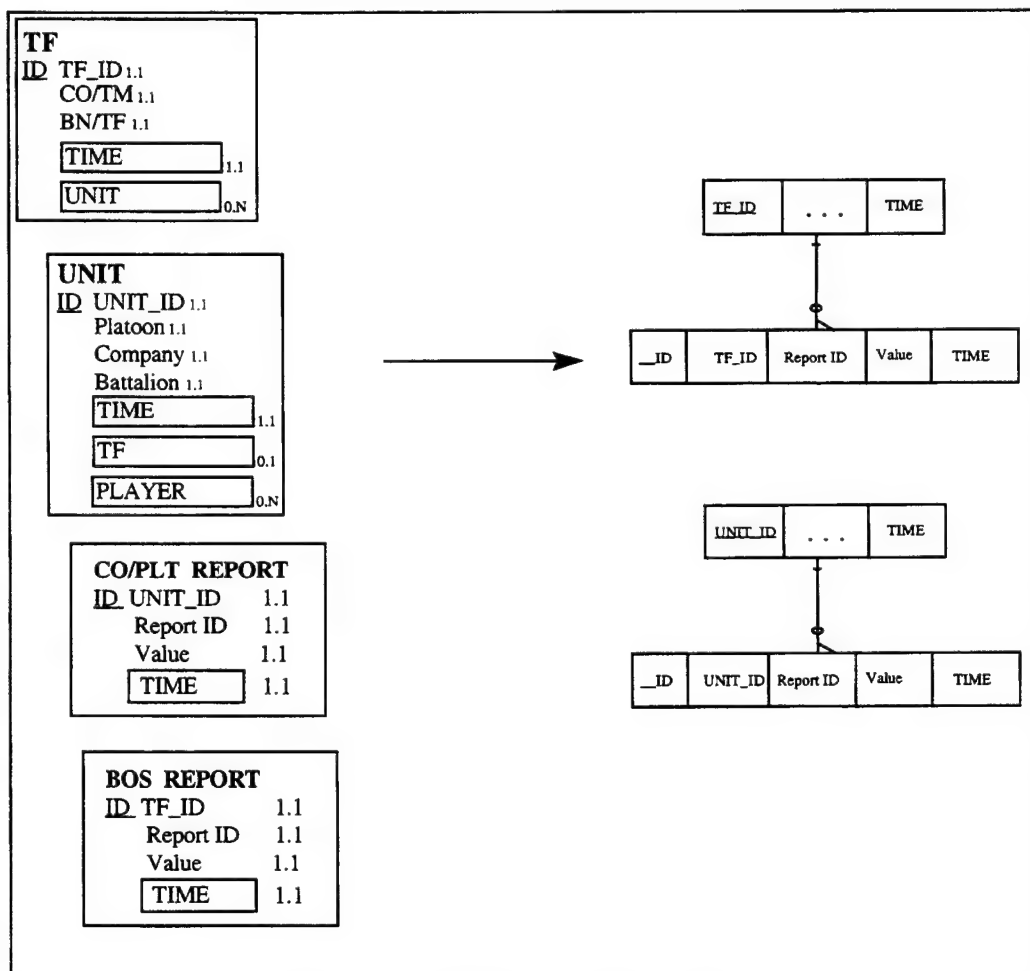 TF
ID TF_ID 1.1
CO/TM 1.1
BN/TF 1.1
TIME 1.1
UNIT 0.N
UNIT
ID UNIT_ID 1.1
Platoon 1.1
Company 1.1
Battalion 1.1
TIME 1.1
TF 0.1
PLAYER 0.N
CO/PLT REPORT
ID UNIT_ID 1.1
Report ID 1.1
Value 1.1
TIME 1.1
BOS REPORT
ID TF_ID 1.1
Report ID 1.1
Value 1.1
TIME 1.1
TF_ID . . . TIME
__ID TF_ID Report ID Value TIME
UNIT_ID . . . TIME
__ID UNIT_ID Report ID Value TIME